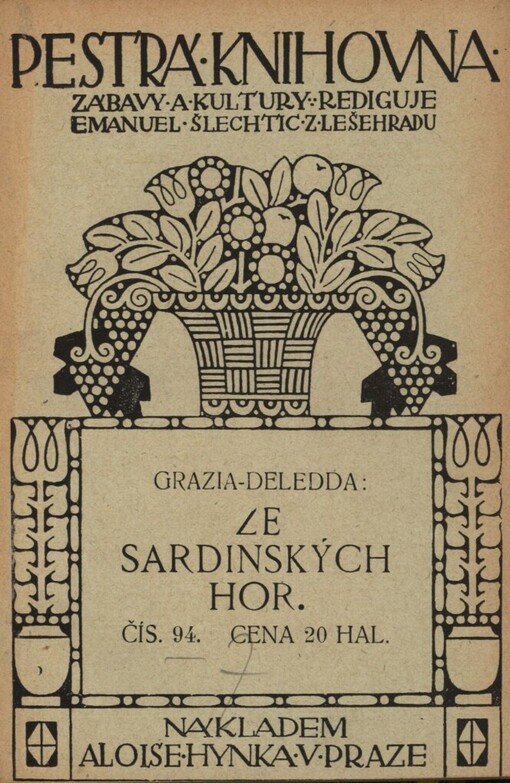 PESTRÁ·KNIHOVNA·
ZÁBAVY·A·KULTURY·:·REDIGUJE
EMANUEL·ŠLECHTIC·Z·LEŠEHRADU
GRAZIA-DELEDDA:
ZE
SARDINSKÝCH
HOR.
ČÍS. 94. CENA 20 HAL.
NÁKLADEM
ALOISE·HYNKA·V·PRAZE